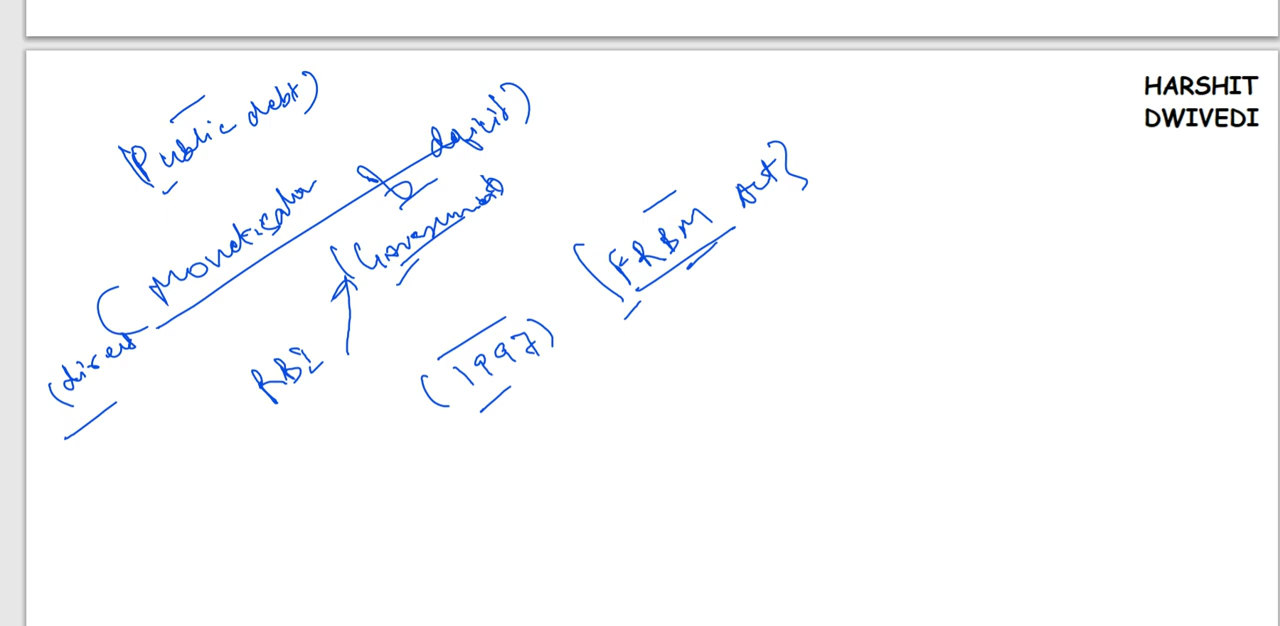 HARSHIT
DWIVEDI
(Public debt)
(direct monetisation of deficit)
(Government)
RBI
(1997)
(FRBM Act}